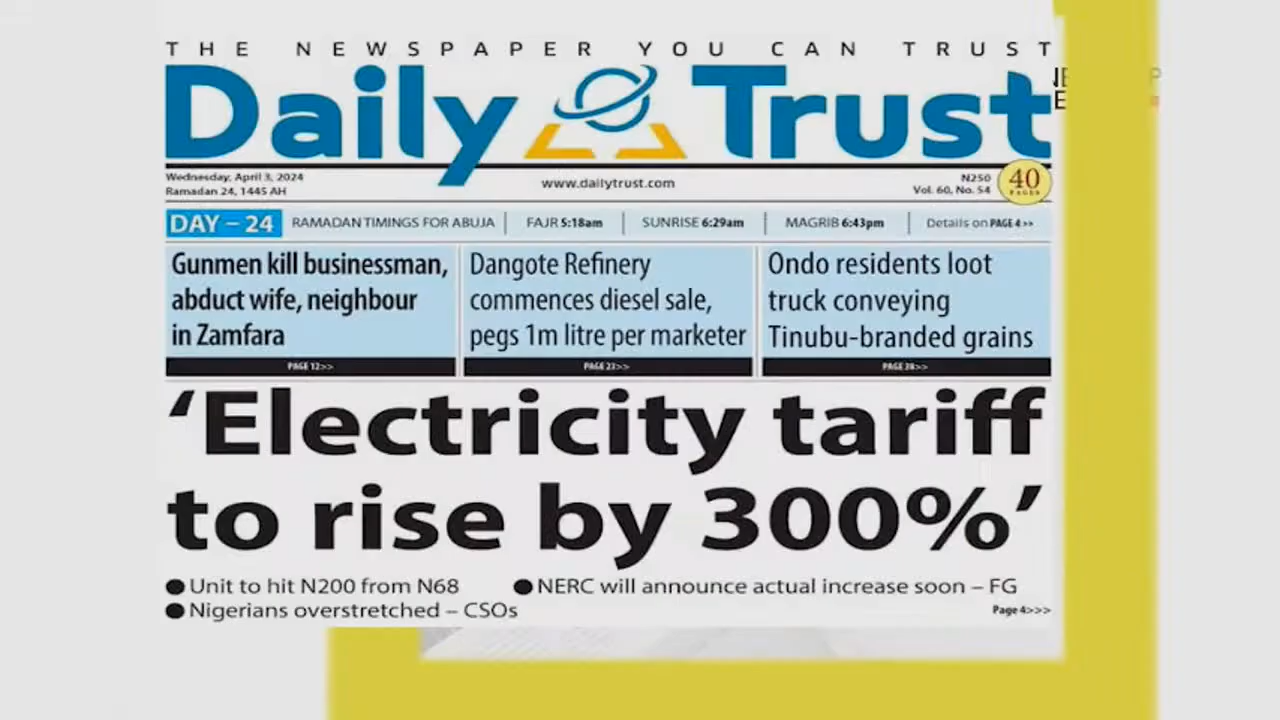 THE NEWSPAPER YOU CAN TRUST
Daily Trust
Wednesday, April 3, 2024
Ramadan 24, 1445 AH
www.dailytrust.com
N250
Vol. 60, No. 54
40
PAGES
DAY – 24 RAMADAN TIMINGS FOR ABUJA FAJR 5:18am SUNRISE 6:29am MAGRIB 6:43pm Details on PAGE 4 >>
Gunmen kill businessman,
abduct wife, neighbour
in Zamfara
PAGE 12>>
Dangote Refinery
commences diesel sale,
pegs 1m litre per marketer
PAGE 23>>
Ondo residents loot
truck conveying
Tinubu-branded grains
‘Electricity tariff
to rise by 300%’
● Unit to hit N200 from N68 ● NERC will announce actual increase soon – FG
● Nigerians overstretched – CSOs
Page 4>>>